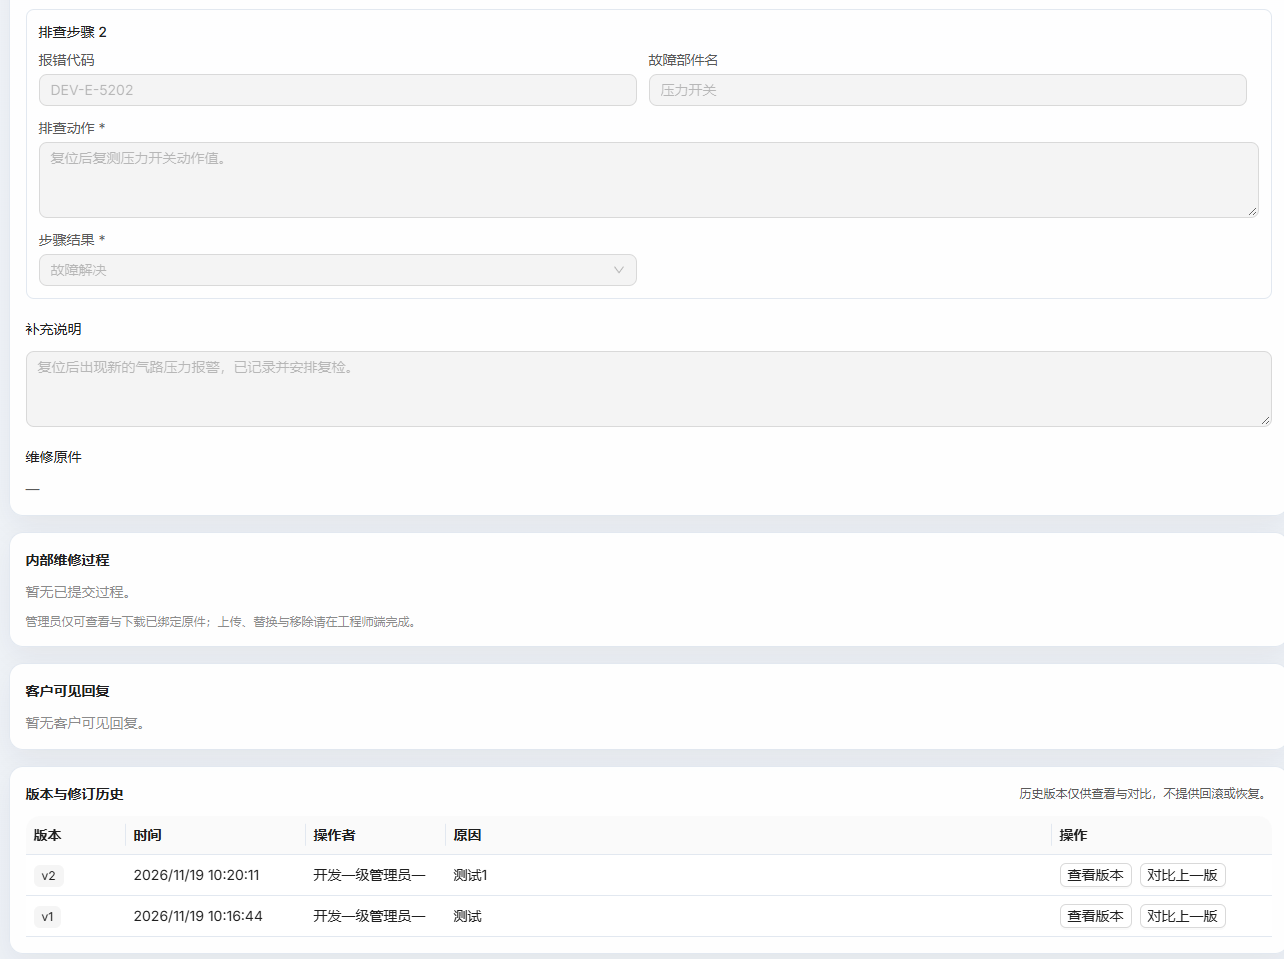 排查步骤 2
报错代码
故障部件名
DEV-E-5202
压力开关
排查动作 *
复位后复测压力开关动作值。
步骤结果 *
故障解决
补充说明
复位后出现新的气路压力报警，已记录并安排复检。
维修原件
—
内部维修过程
暂无已提交过程。
管理员仅可查看与下载已绑定原件；上传、替换与移除请在工程师端完成。
客户可见回复
暂无客户可见回复。
版本与修订历史
历史版本仅供查看与对比，不提供回滚或恢复。
版本 时间 操作者 原因 操作
v2 2026/11/19 10:20:11 开发一级管理员一 测试1 查看版本 对比上一版
v1 2026/11/19 10:16:44 开发一级管理员一 测试 查看版本 对比上一版